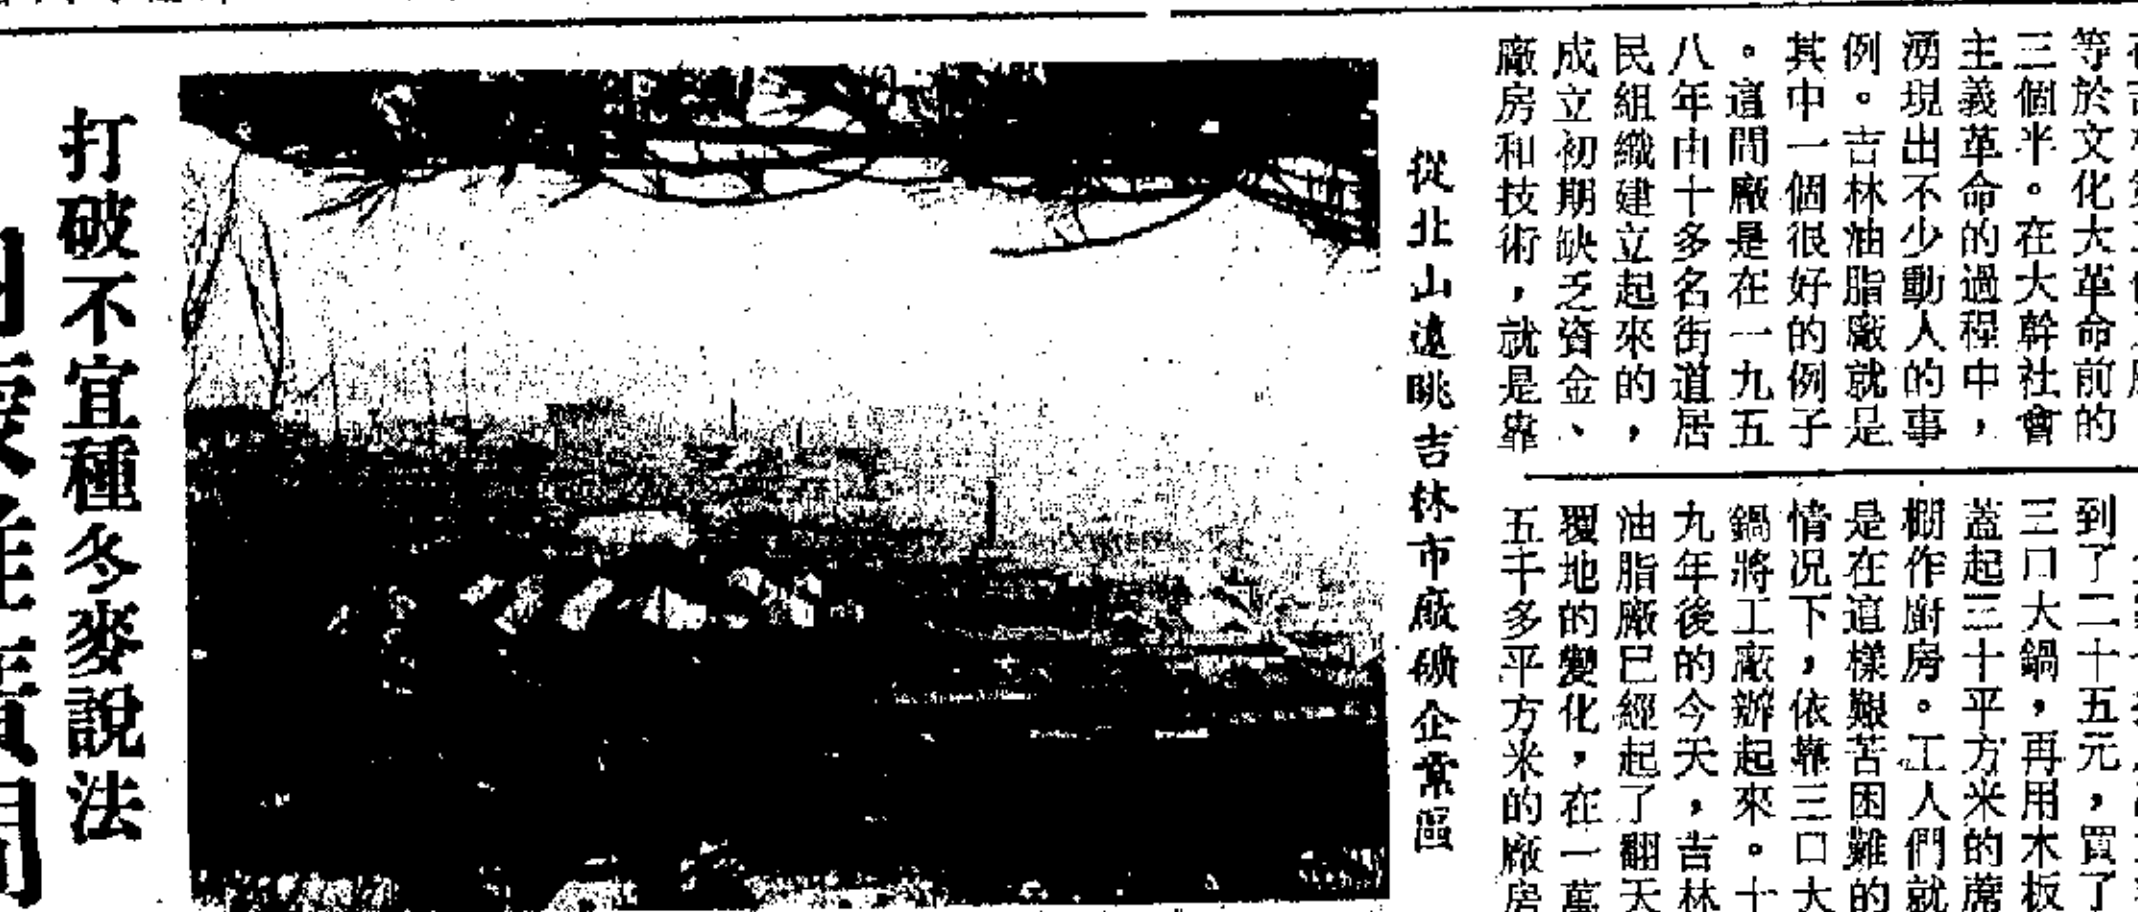 等於文化大革命前的
三個半。在大幹社會
主義革命的過程中，
湧現出不少動人的事
例。吉林油脂廠就是
其中一個很好的例子
。這間廠是在一九五
八年由十多名街道居
民組織建立起來的，
成立初期缺乏資金、
廠房和技術，就是靠
到了二十五元，買了
三口大鍋，再用木板
蓋起三十平方米的蓆
棚作廚房。工人們就
是在這樣艱苦困難的
情况下，依靠三口大
鍋將工廠辦起來。十
九年後的今天，吉林
油脂廠已經起了翻天
覆地的變化，在一萬
五千多平方米的廠房
從北山遠眺吉林市廠礦企業區
打破不宜種冬麥說法